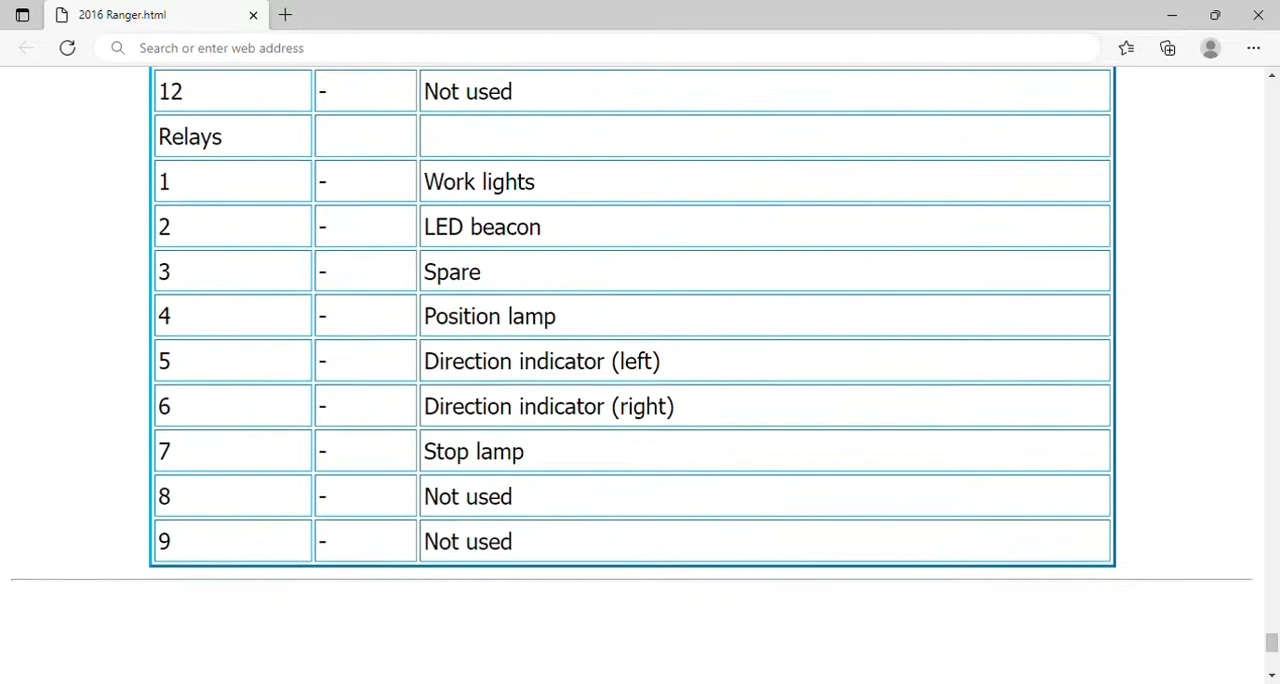 2016 Ranger.html
Search or enter web address
12 - Not used
Relays
1 - Work lights
2 - LED beacon
3 - Spare
4 - Position lamp
5 - Direction indicator (left)
6 - Direction indicator (right)
7 - Stop lamp
8 - Not used
9 - Not used